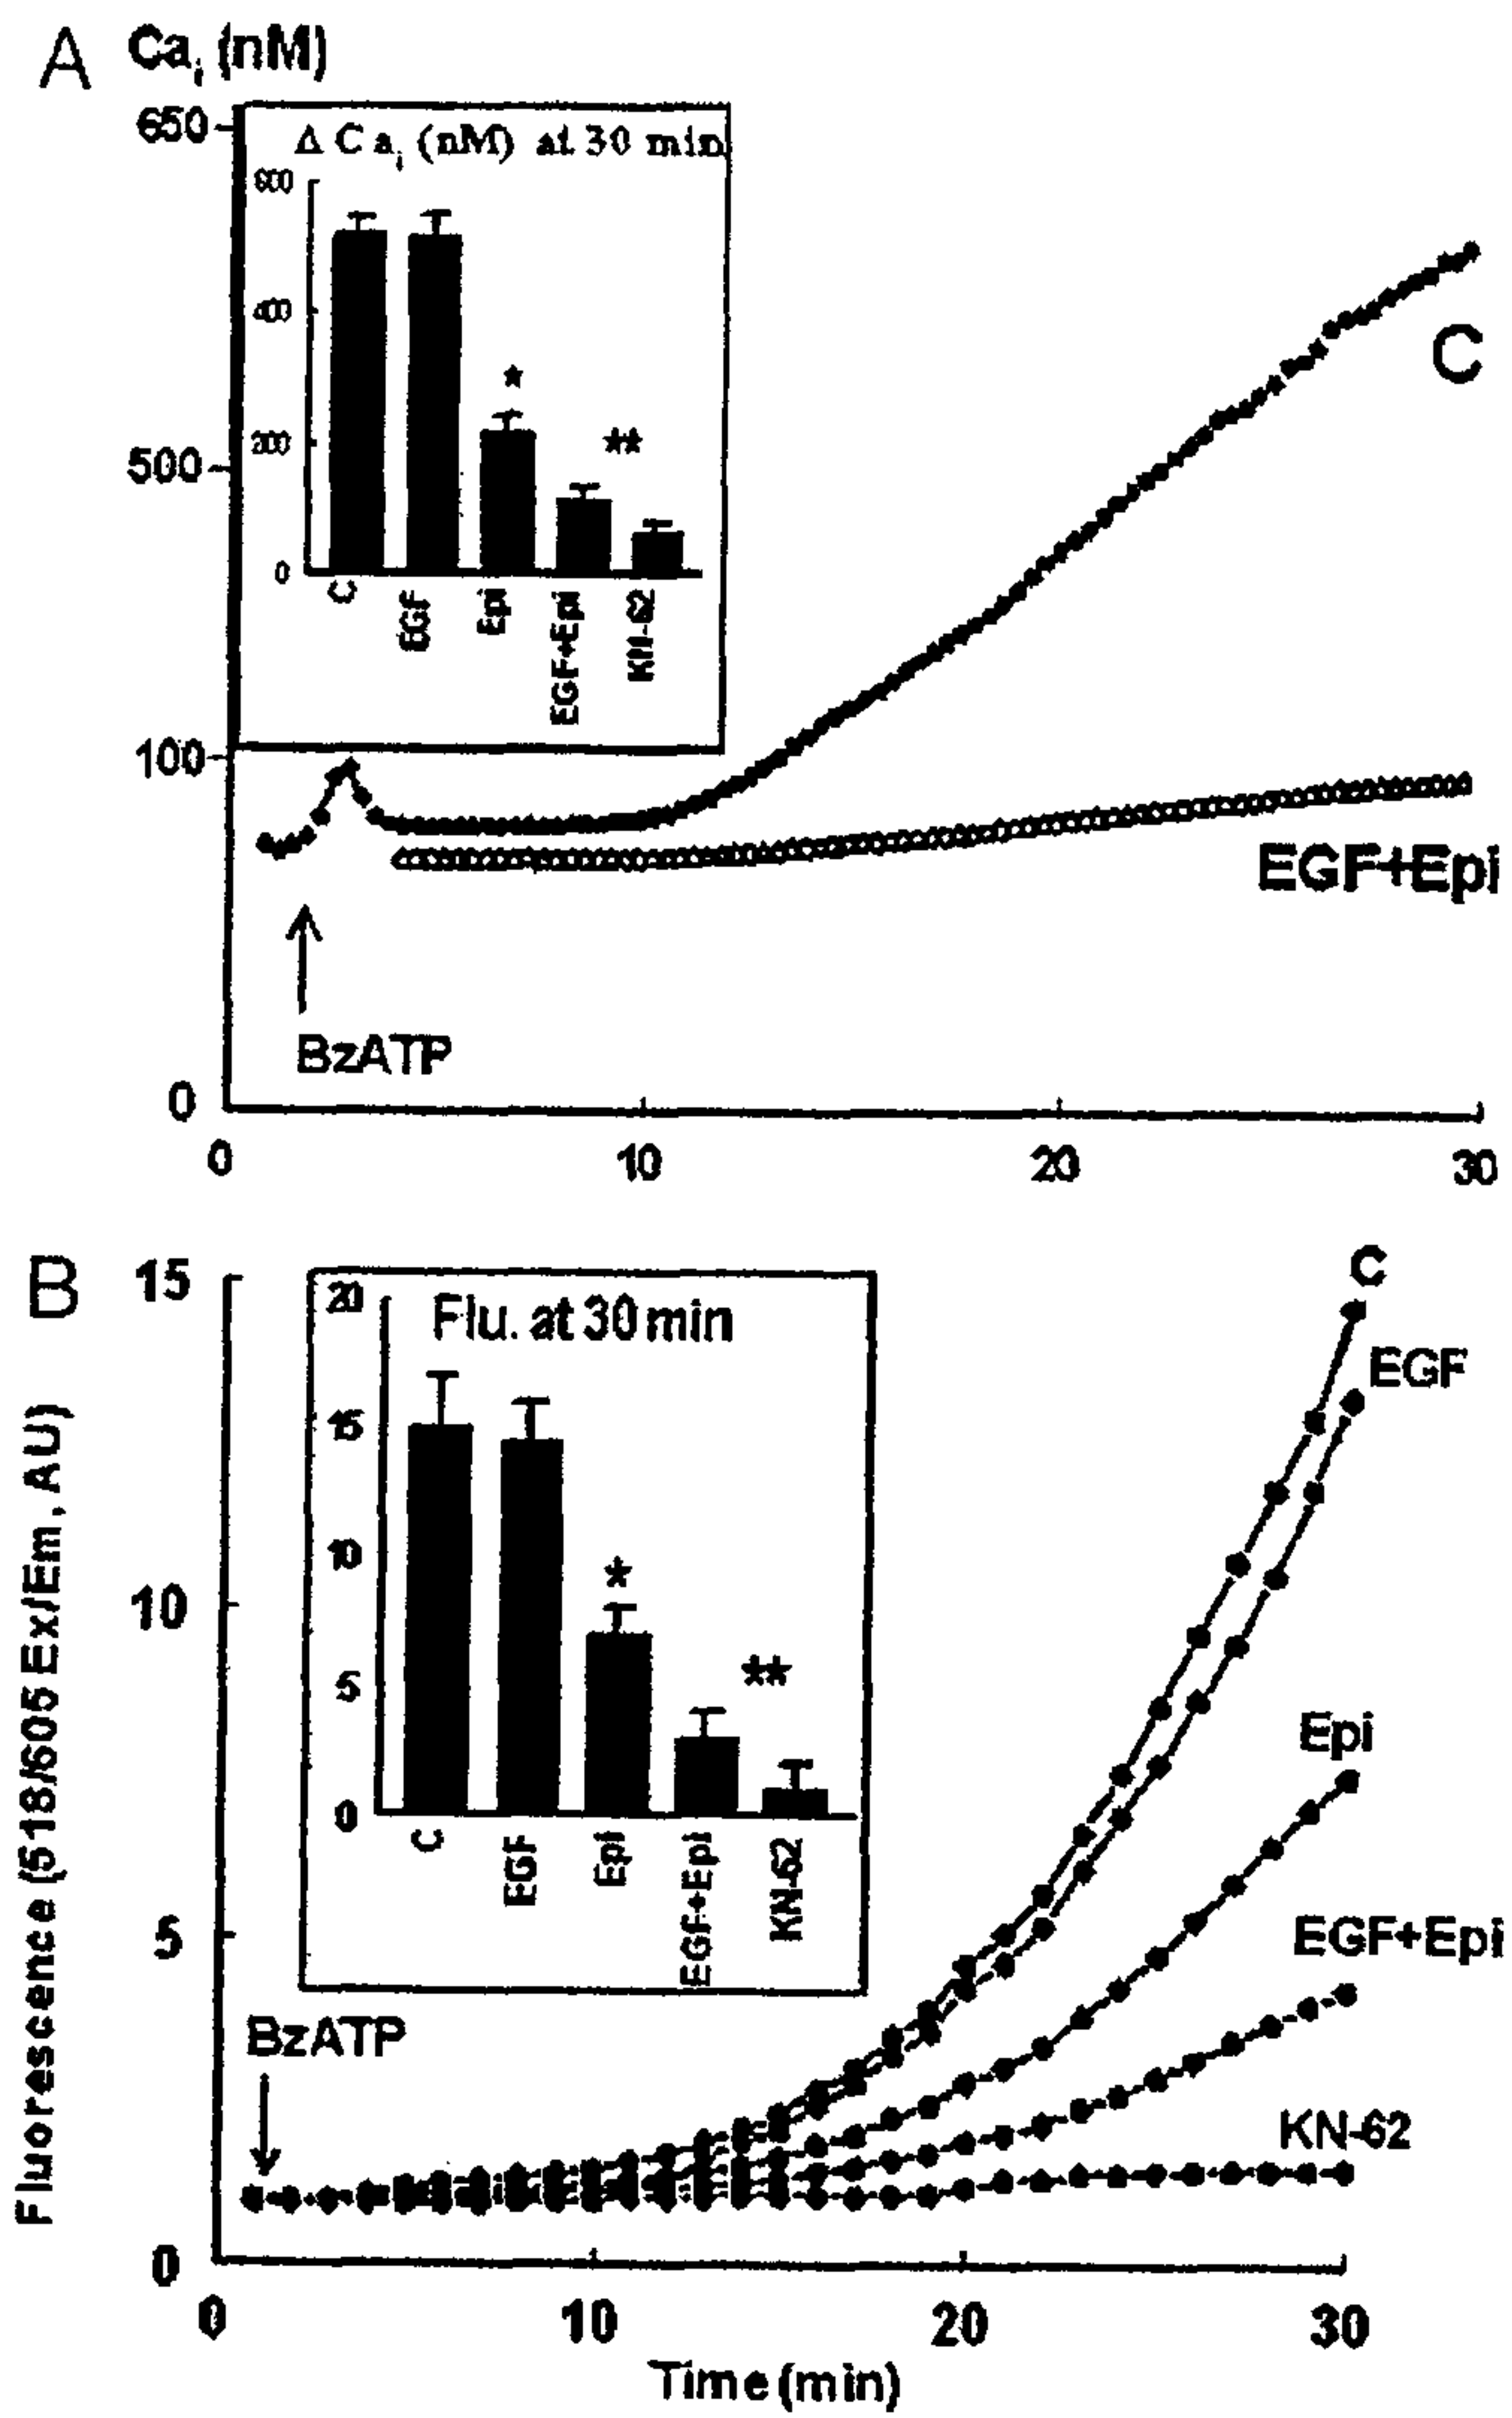 A Ca i (nM)
650
Δ Ca i (nM) at 30 min
600
400
200
0
C
EGF
Epi
EGF+Epi
KN-62
*
**
500
100
0
C
EGF+Epi
BzATP
0 10 20 30
B
15
10
5
0
Fluorescence (518/605 Ex/Em, AU)
Flu. at 30 min
20
15
10
5
0
*
**
C
EGF
Epi
EGF+Epi
KN-62
C
EGF
Epi
EGF+Epi
KN-62
BzATP
0 10 20 30
Time (min)